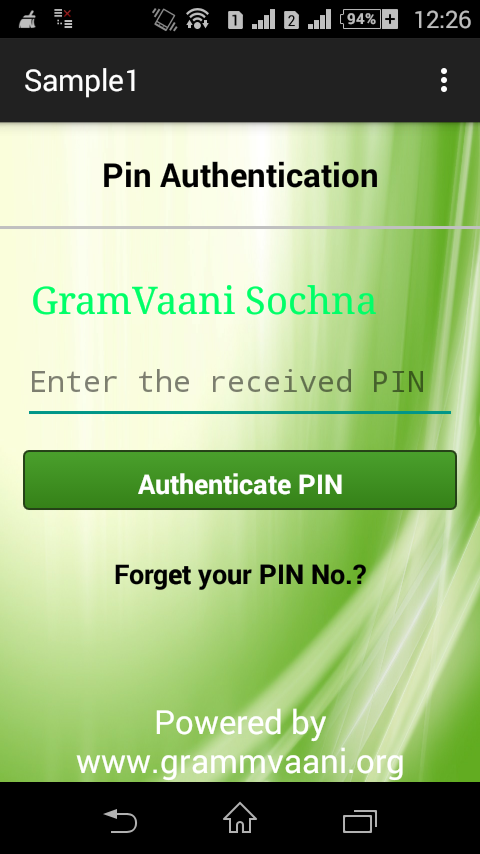 1 2 94% 12:26
Sample1
Pin Authentication
GramVaani Sochna
Enter the received PIN
Authenticate PIN
Forget your PIN No.?
Powered by
www.grammvaani.org